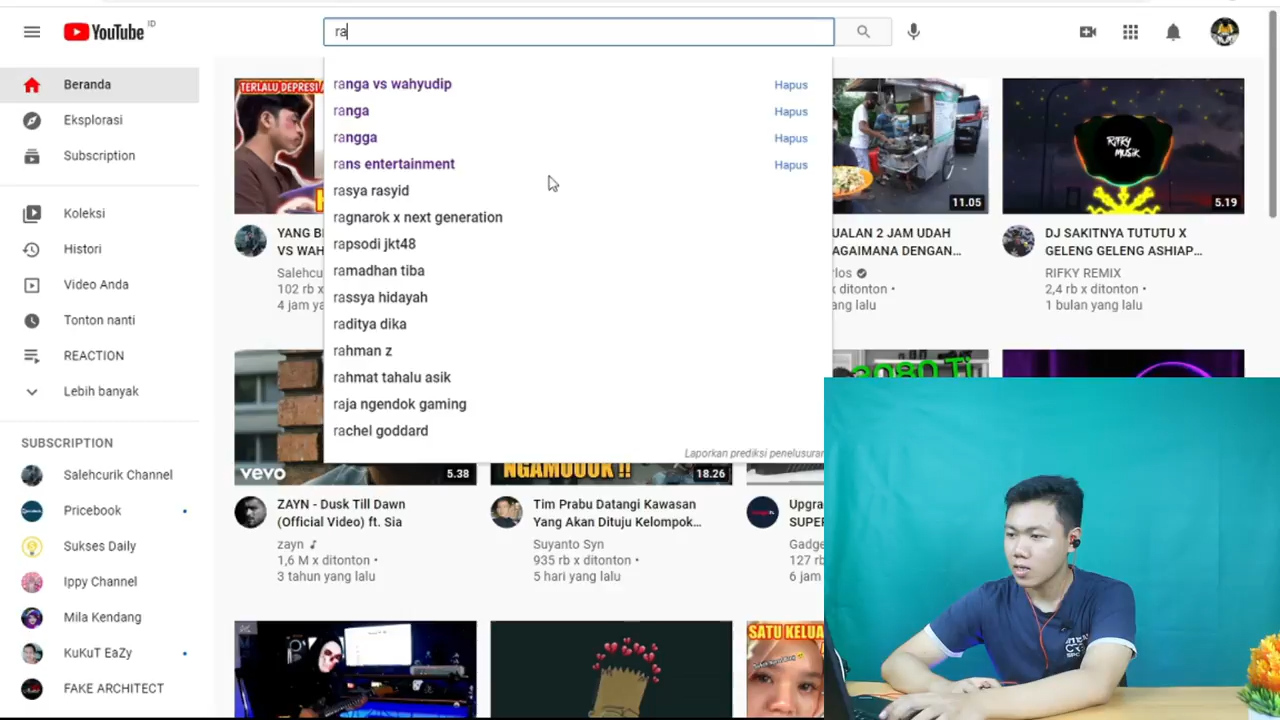 YouTube ID
ra
Beranda
Eksplorasi
Subscription
Koleksi
Histori
Video Anda
Tonton nanti
REACTION
Lebih banyak
SUBSCRIPTION
Salehcurik Channel
Pricebook
Sukses Daily
Ippy Channel
Mila Kendang
KuKuT EaZy
FAKE ARCHITECT
ranga vs wahyudip Hapus
ranga Hapus
rangga Hapus
rans entertainment Hapus
rasya rasyid
ragnarok x next generation
rapsodi jkt48
ramadhan tiba
rassya hidayah
raditya dika
rahman z
rahmat tahalu asik
raja ngendok gaming
rachel goddard
Laporkan prediksi penelusuran
TERLALU DEPRESI
YANG B
VS WAH
Salehc
102 rb x
4 jam ya
11.05
UALAN 2 JAM UDAH
AGAIMANA DENGAN...
los
x ditonton •
ng lalu
RIFKY
MUSIK
5.19
DJ SAKITNYA TUTUTU X
GELENG GELENG ASHIAP...
RIFKY REMIX
2,4 rb x ditonton •
1 bulan yang lalu
vevo
5.38
ZAYN - Dusk Till Dawn
(Official Video) ft. Sia
zayn
1,6 M x ditonton •
3 tahun yang lalu
NGAMUUUK !!
18.26
Tim Prabu Datangi Kawasan
Yang Akan Dituju Kelompok...
Suyanto Syn
935 rb x ditonton •
5 hari yang lalu
3080 Ti
Upgra
SUPER
Gadge
127 rb
6 jam
SATU KELUA